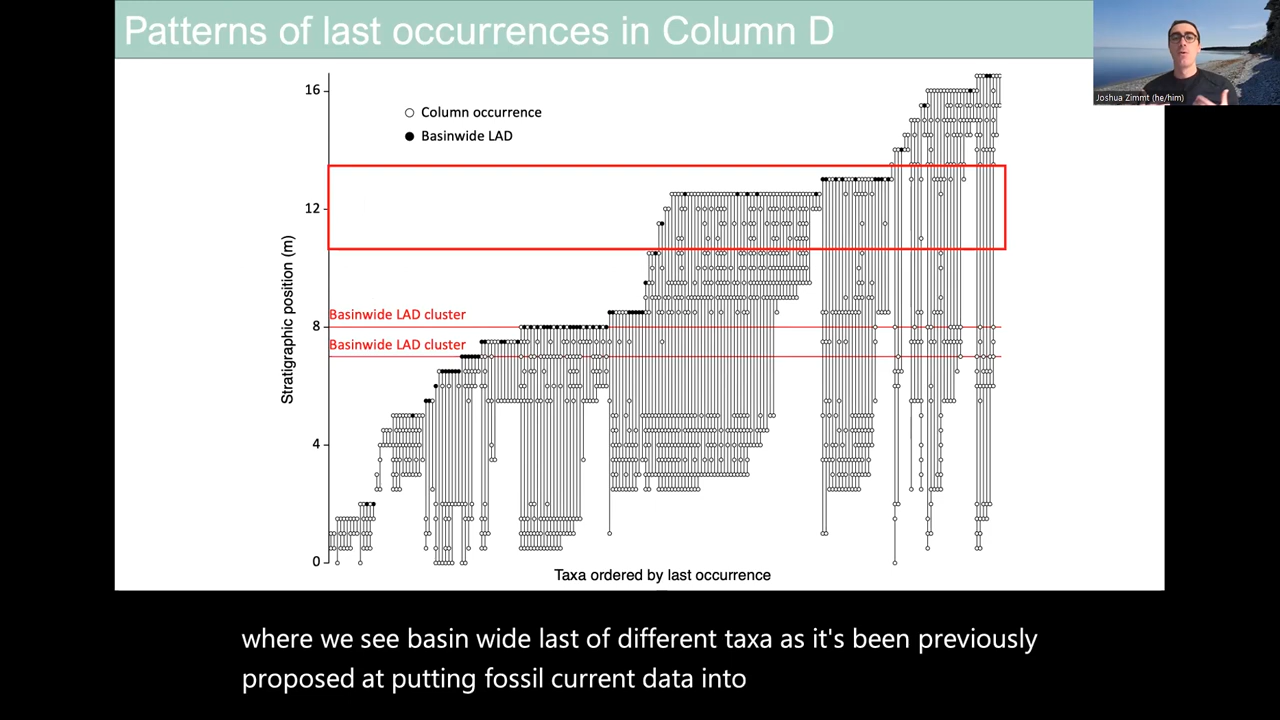 Patterns of last occurrences in Column D
Joshua Zimmt (he/him)
16
Column occurrence
Basinwide LAD
12
Stratigraphic position (m)
Basinwide LAD cluster
8
Basinwide LAD cluster
4
0
Taxa ordered by last occurrence
where we see basin wide last of different taxa as it's been previously
proposed at putting fossil current data into